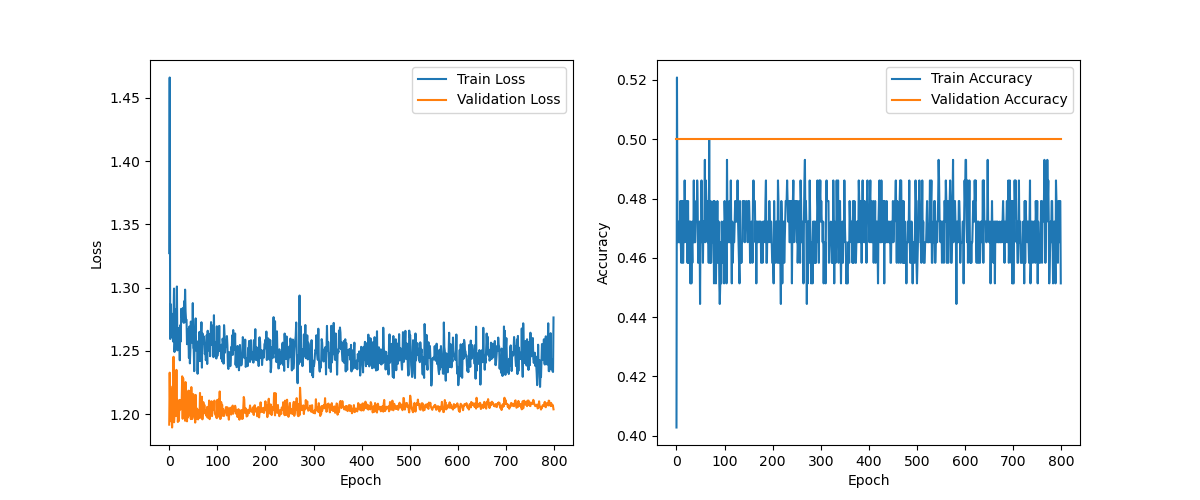 Train Loss
Validation Loss
1.45
1.40
1.35
1.30
1.25
1.20
Loss
0 100 200 300 400 500 600 700 800
Epoch
Train Accuracy
Validation Accuracy
0.52
0.50
0.48
0.46
0.44
0.42
0.40
Accuracy
0 100 200 300 400 500 600 700 800
Epoch